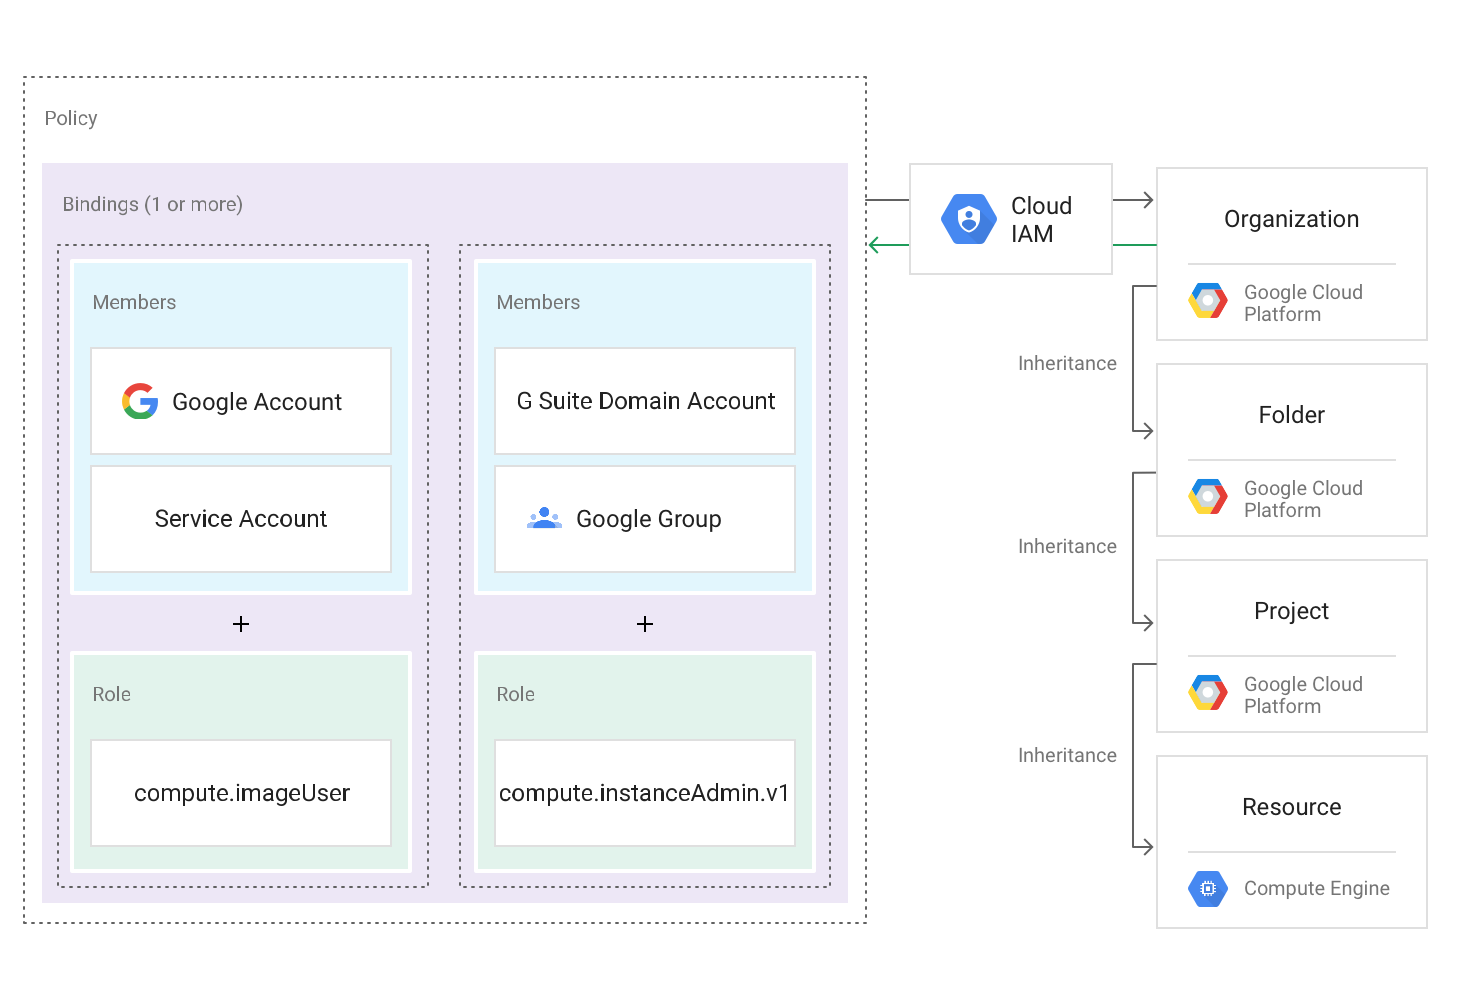 Policy
Bindings (1 or more)
Members
Google Account
Service Account
+
Role
compute.imageUser
Members
G Suite Domain Account
Google Group
+
Role
compute.instanceAdmin.v1
Cloud
IAM
Organization
Google Cloud
Platform
Inheritance
Folder
Google Cloud
Platform
Inheritance
Project
Google Cloud
Platform
Inheritance
Resource
Compute Engine